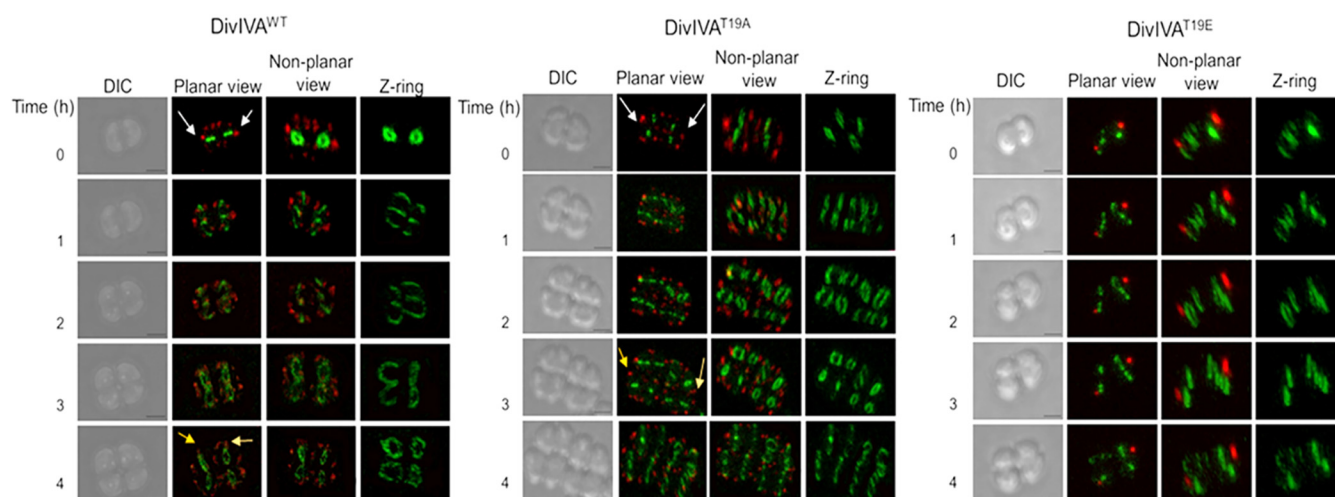 DivIVAWT
DIC Planar view Non-planar view Z-ring
Time (h)
0
1
2
3
4
DivIVAT19A
DIC Planar view Non-planar view Z-ring
0
1
2
3
4
DivIVAT19E
DIC Planar view Non-planar view Z-ring
Time (h)
0
1
2
3
4